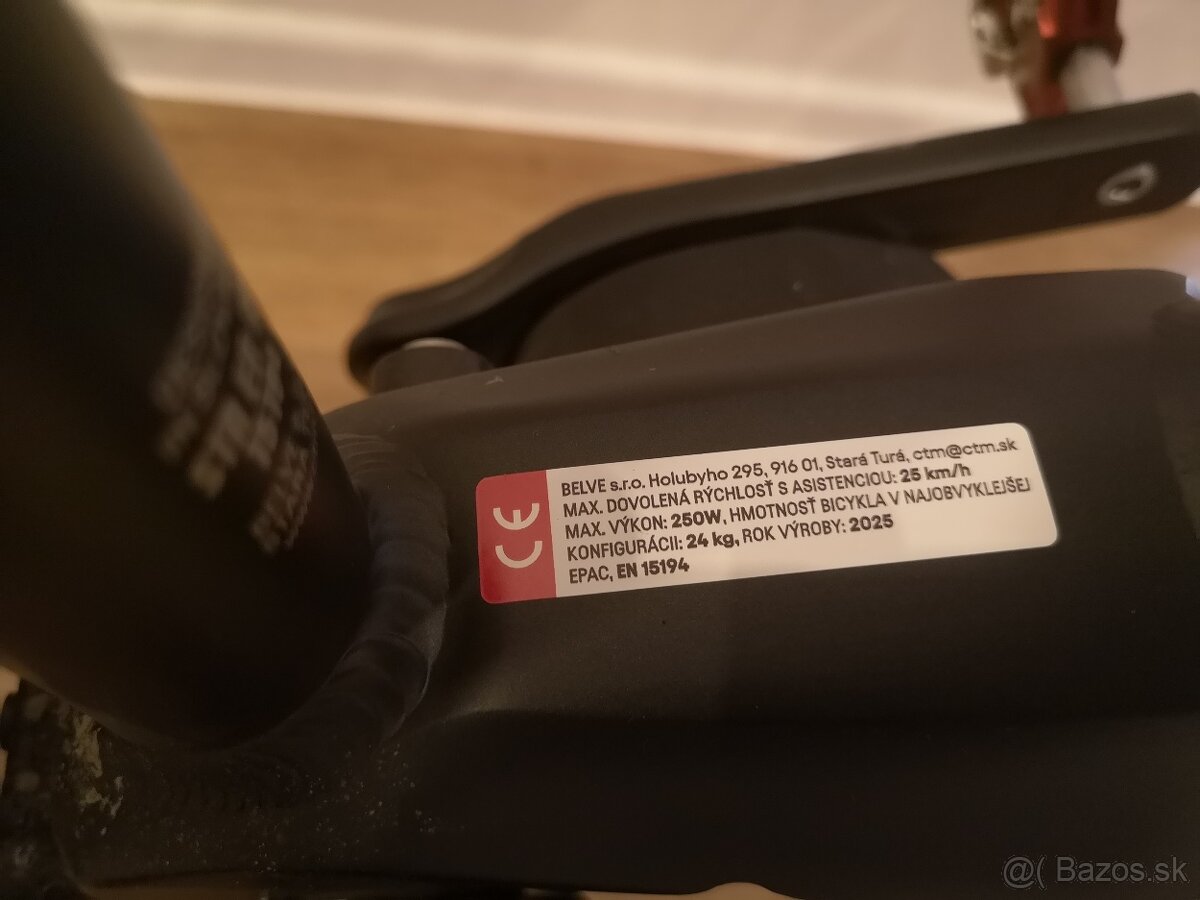 BELVE s.r.o. Holubyho 295, 916 01, Stará Turá, ctm@ctm.sk
MAX. DOVOLENÁ RÝCHLOSŤ S ASISTENCIOU: 25 km/h
MAX. VÝKON: 250W, HMOTNOSŤ BICYKLA V NAJOBVYKLEJŠEJ
KONFIGURÁCII: 24 kg, ROK VÝROBY: 2025
EPAC, EN 15194
CE
@( Bazos.sk